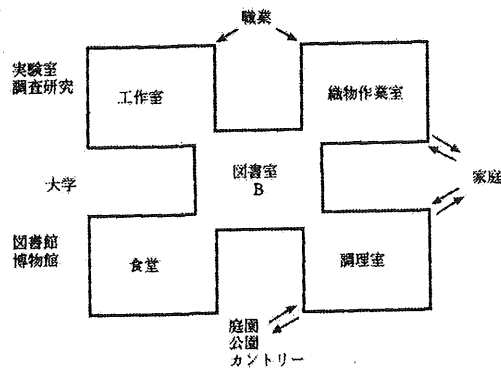 職業
実験室
調査研究
工作室
織物作業室
図書室
B
大学
家庭
図書館
博物館
食堂
調理室
庭園
公園
カントリー